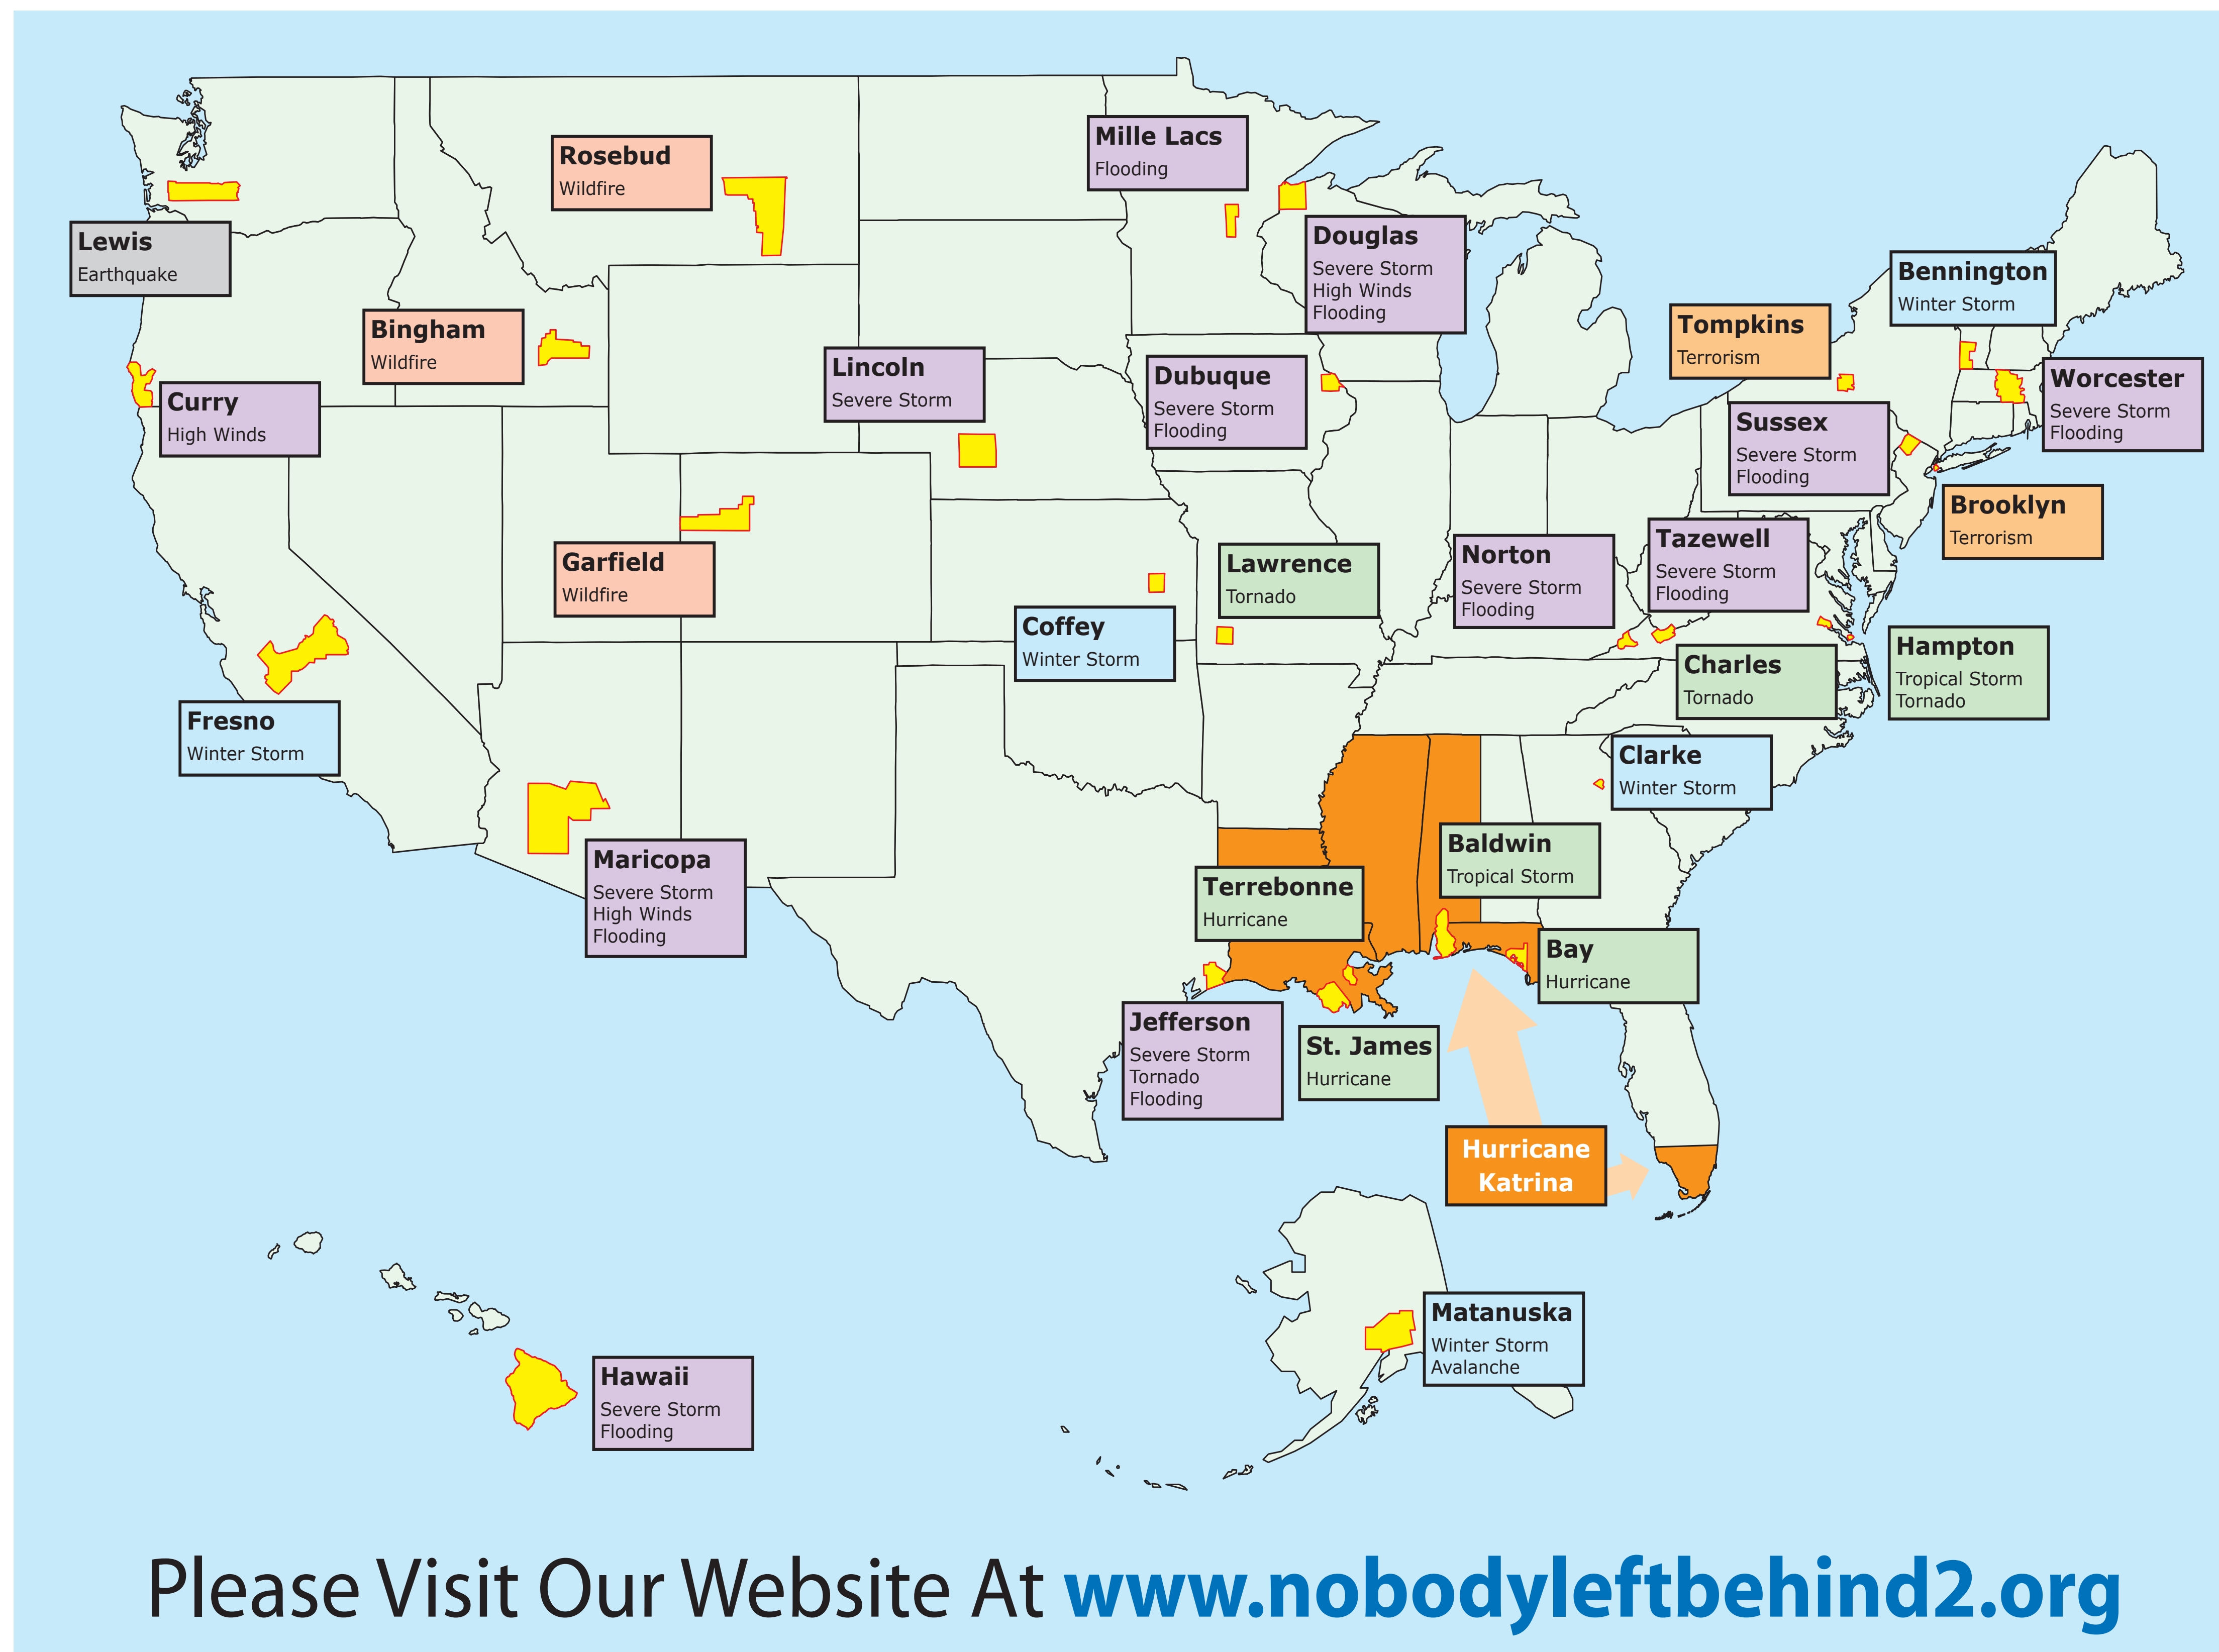 Mille Lacs
Flooding
Rosebud
Wildfire
Lewis
Earthquake
Douglas
Severe Storm
High Winds
Flooding
Bennington
Winter Storm
Bingham
Wildfire
Tompkins
Terrorism
Lincoln
Severe Storm
Dubuque
Severe Storm
Flooding
Worcester
Severe Storm
Flooding
Curry
High Winds
Sussex
Severe Storm
Flooding
Brooklyn
Terrorism
Garfield
Wildfire
Lawrence
Tornado
Norton
Severe Storm
Flooding
Tazewell
Severe Storm
Flooding
Coffey
Winter Storm
Hampton
Tropical Storm
Tornado
Charles
Tornado
Fresno
Winter Storm
Clarke
Winter Storm
Maricopa
Severe Storm
High Winds
Flooding
Baldwin
Tropical Storm
Terrebonne
Hurricane
Bay
Hurricane
Jefferson
Severe Storm
Tornado
Flooding
St. James
Hurricane
Hurricane
Katrina
Matanuska
Winter Storm
Avalanche
Hawaii
Severe Storm
Flooding
Please Visit Our Website At www.nobodyleftbehind2.org